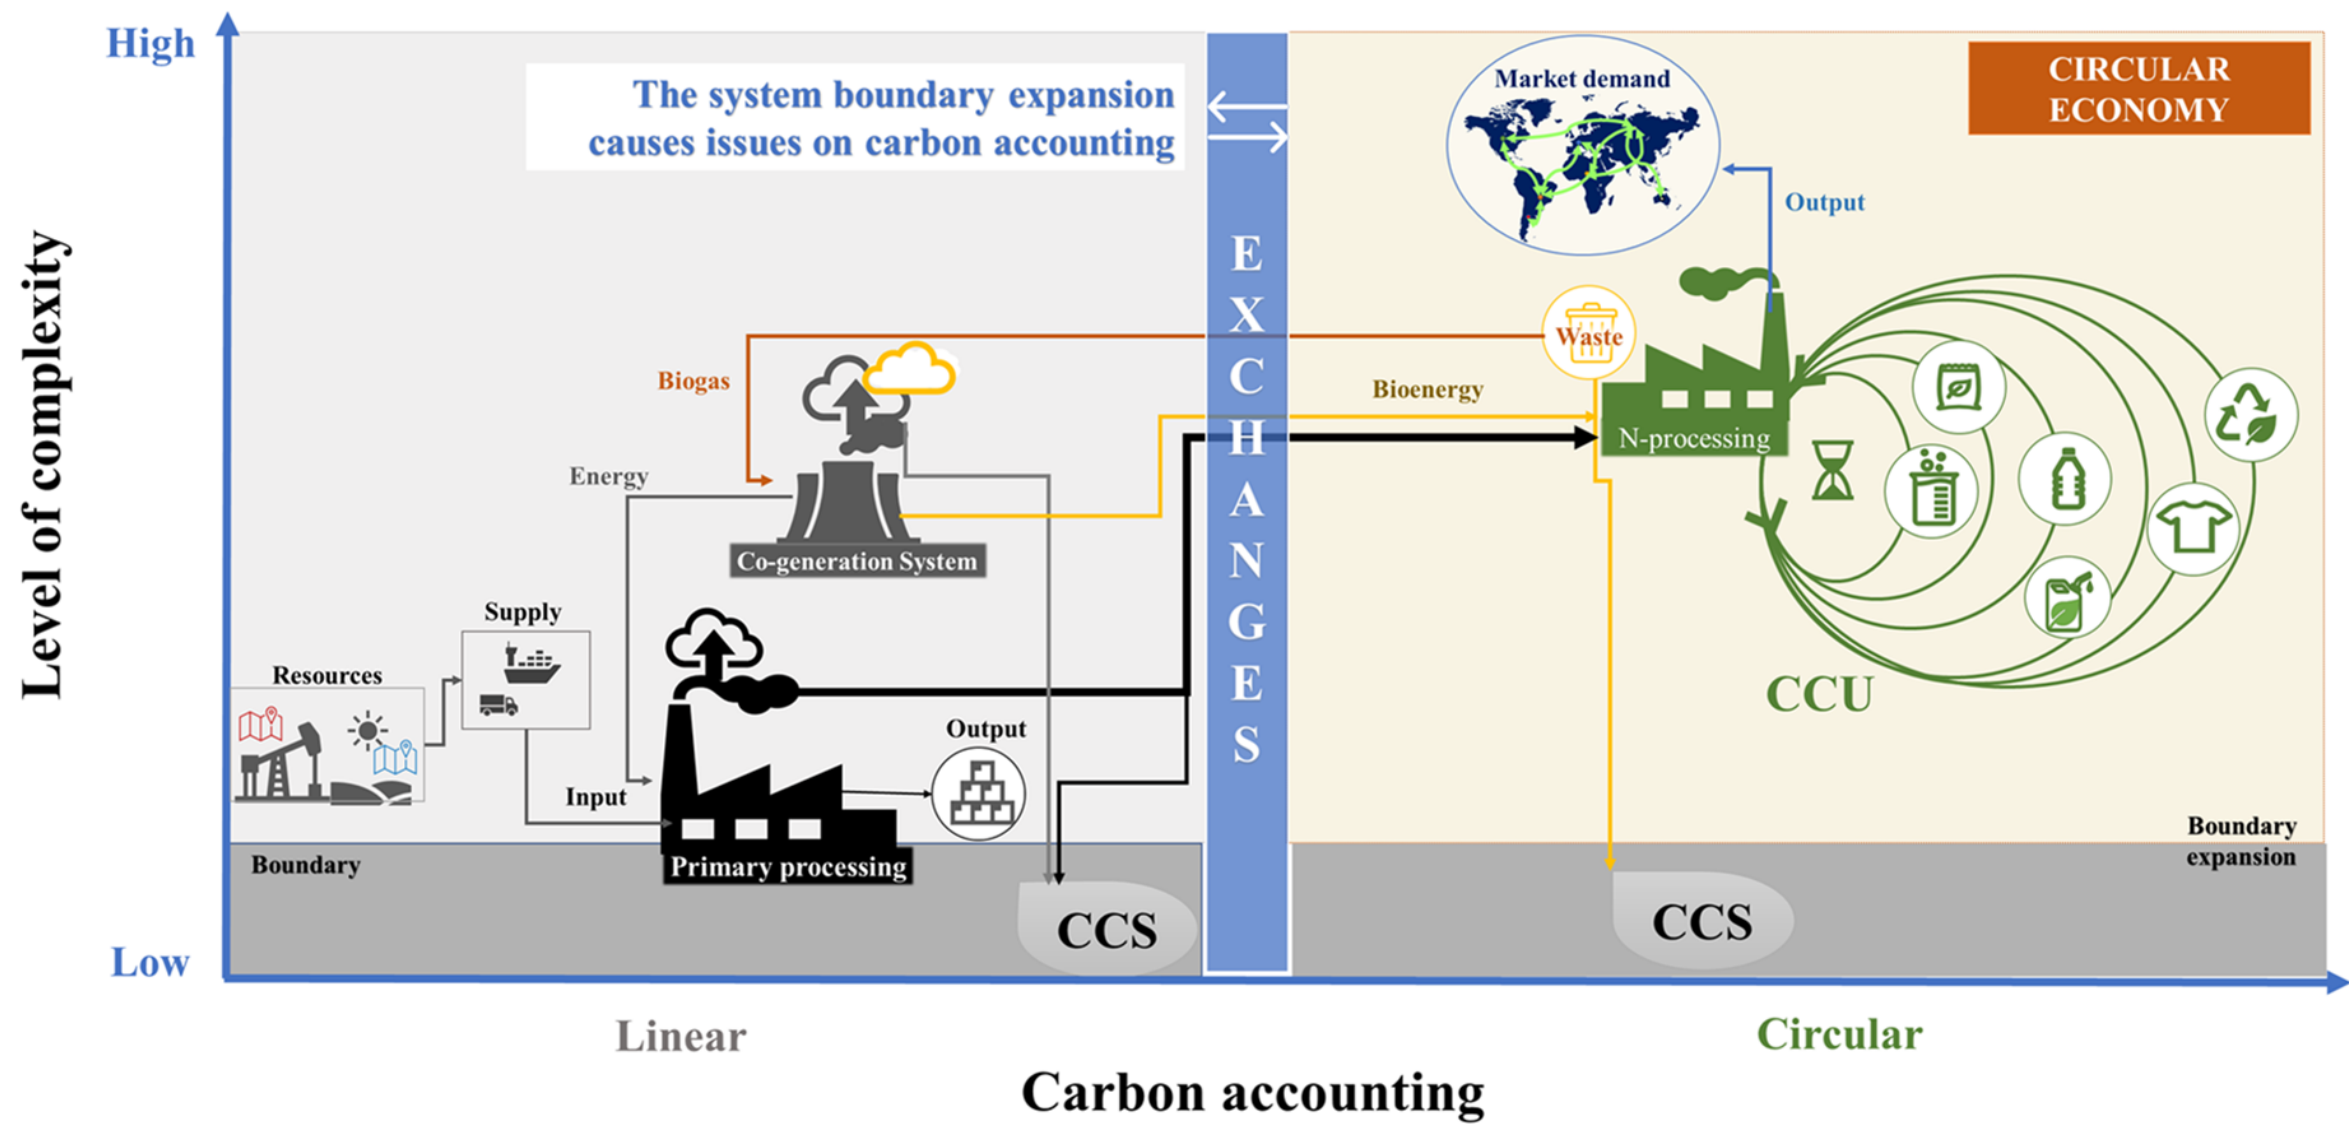 High
The system boundary expansion
causes issues on carbon accounting
Market demand
CIRCULAR
ECONOMY
Output
E
X
C
H
A
N
G
E
S
Level of complexity
Waste
Biogas
Bioenergy
N-processing
Energy
Co-generation System
Supply
Resources
CCU
Output
Input
Boundary
expansion
Boundary
Primary processing
CCS
CCS
Low
Linear
Circular
Carbon accounting